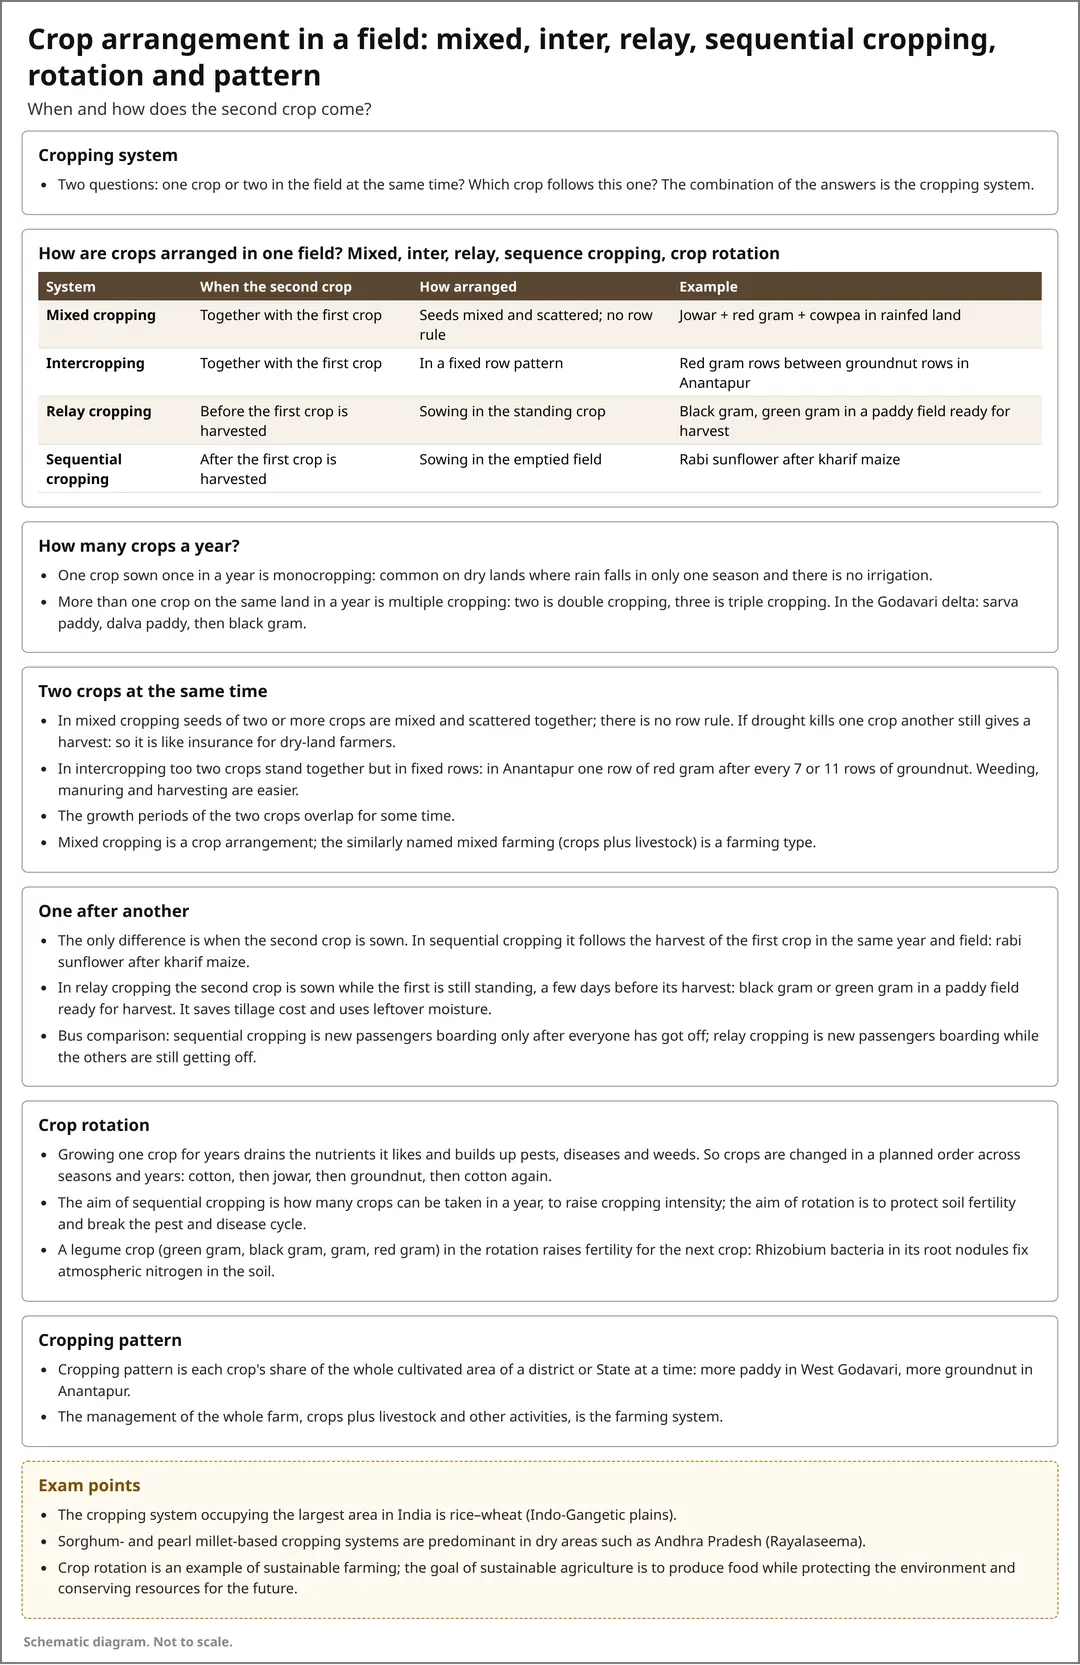 Crop arrangement in a field: mixed, inter, relay, sequential cropping,
rotation and pattern
When and how does the second crop come?
Cropping system
• Two questions: one crop or two in the field at the same time? Which crop follows this one? The combination of the answers is the cropping system.
How are crops arranged in one field? Mixed, inter, relay, sequence cropping, crop rotation
System When the second crop How arranged Example
Mixed cropping Together with the first crop Seeds mixed and scattered; no row Jowar + red gram + cowpea in rainfed land
rule
Intercropping Together with the first crop In a fixed row pattern Red gram rows between groundnut rows in
Anantapur
Relay cropping Before the first crop is Sowing in the standing crop Black gram, green gram in a paddy field ready for
harvested harvest
Sequential After the first crop is Sowing in the emptied field Rabi sunflower after kharif maize
cropping harvested
How many crops a year?
• One crop sown once in a year is monocropping: common on dry lands where rain falls in only one season and there is no irrigation.
• More than one crop on the same land in a year is multiple cropping: two is double cropping, three is triple cropping. In the Godavari delta: sarva
paddy, dalva paddy, then black gram.
Two crops at the same time
• In mixed cropping seeds of two or more crops are mixed and scattered together; there is no row rule. If drought kills one crop another still gives a
harvest: so it is like insurance for dry-land farmers.
• In intercropping too two crops stand together but in fixed rows: in Anantapur one row of red gram after every 7 or 11 rows of groundnut. Weeding,
manuring and harvesting are easier.
• The growth periods of the two crops overlap for some time.
• Mixed cropping is a crop arrangement; the similarly named mixed farming (crops plus livestock) is a farming type.
One after another
• The only difference is when the second crop is sown. In sequential cropping it follows the harvest of the first crop in the same year and field: rabi
sunflower after kharif maize.
• In relay cropping the second crop is sown while the first is still standing, a few days before its harvest: black gram or green gram in a paddy field
ready for harvest. It saves tillage cost and uses leftover moisture.
• Bus comparison: sequential cropping is new passengers boarding only after everyone has got off; relay cropping is new passengers boarding while
the others are still getting off.
Crop rotation
• Growing one crop for years drains the nutrients it likes and builds up pests, diseases and weeds. So crops are changed in a planned order across
seasons and years: cotton, then jowar, then groundnut, then cotton again.
• The aim of sequential cropping is how many crops can be taken in a year, to raise cropping intensity; the aim of rotation is to protect soil fertility
and break the pest and disease cycle.
• A legume crop (green gram, black gram, gram, red gram) in the rotation raises fertility for the next crop: Rhizobium bacteria in its root nodules fix
atmospheric nitrogen in the soil.
Cropping pattern
• Cropping pattern is each crop's share of the whole cultivated area of a district or State at a time: more paddy in West Godavari, more groundnut in
Anantapur.
• The management of the whole farm, crops plus livestock and other activities, is the farming system.
Exam points
• The cropping system occupying the largest area in India is rice–wheat (Indo-Gangetic plains).
• Sorghum- and pearl millet-based cropping systems are predominant in dry areas such as Andhra Pradesh (Rayalaseema).
• Crop rotation is an example of sustainable farming; the goal of sustainable agriculture is to produce food while protecting the environment and
conserving resources for the future.
Schematic diagram. Not to scale.